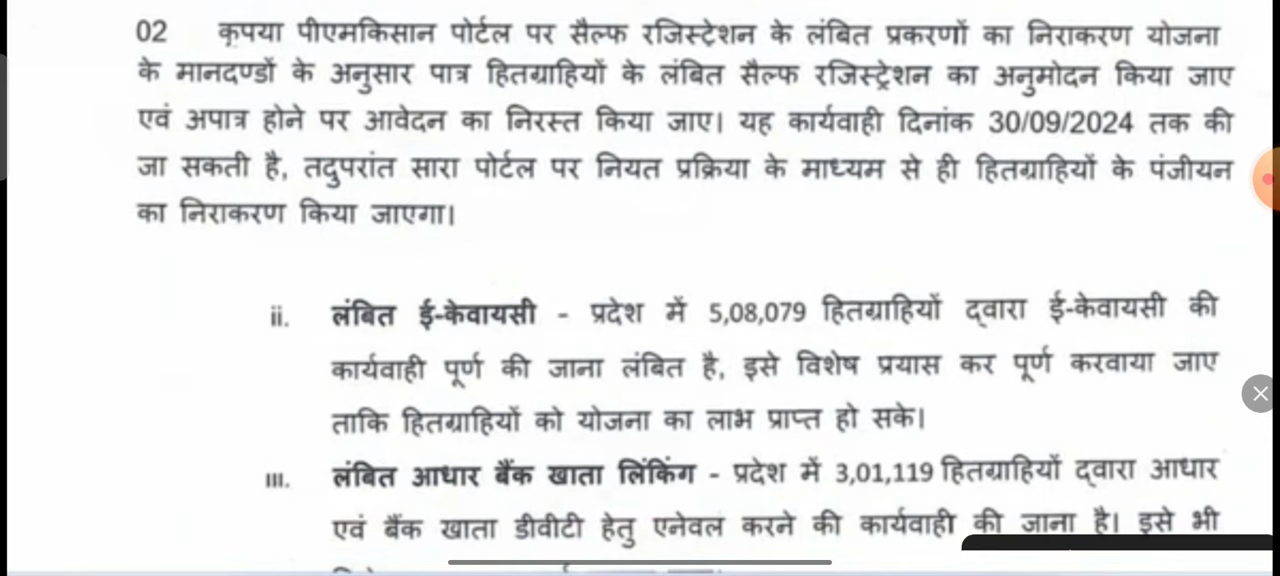 02 कृपया पीएमकिसान पोर्टल पर सैल्फ रजिस्ट्रेशन के लंबित प्रकरणों का निराकरण योजना
के मानदण्डों के अनुसार पात्र हितग्राहियों के लंबित सैल्फ रजिस्ट्रेशन का अनुमोदन किया जाए
एवं अपात्र होने पर आवेदन का निरस्त किया जाए। यह कार्यवाही दिनांक 30/09/2024 तक की
जा सकती है, तदुपरांत सारा पोर्टल पर नियत प्रक्रिया के माध्यम से ही हितग्राहियों के पंजीयन
का निराकरण किया जाएगा।
ii. लंबित ई-केवायसी - प्रदेश में 5,08,079 हितग्राहियों द्वारा ई-केवायसी की
कार्यवाही पूर्ण की जाना लंबित है, इसे विशेष प्रयास कर पूर्ण करवाया जाए
ताकि हितग्राहियों को योजना का लाभ प्राप्त हो सके।
iii. लंबित आधार बैंक खाता लिंकिंग - प्रदेश में 3,01,119 हितग्राहियों द्वारा आधार
एवं बैंक खाता डीवीटी हेतु एनेवल करने की कार्यवाही की जाना है। इसे भी